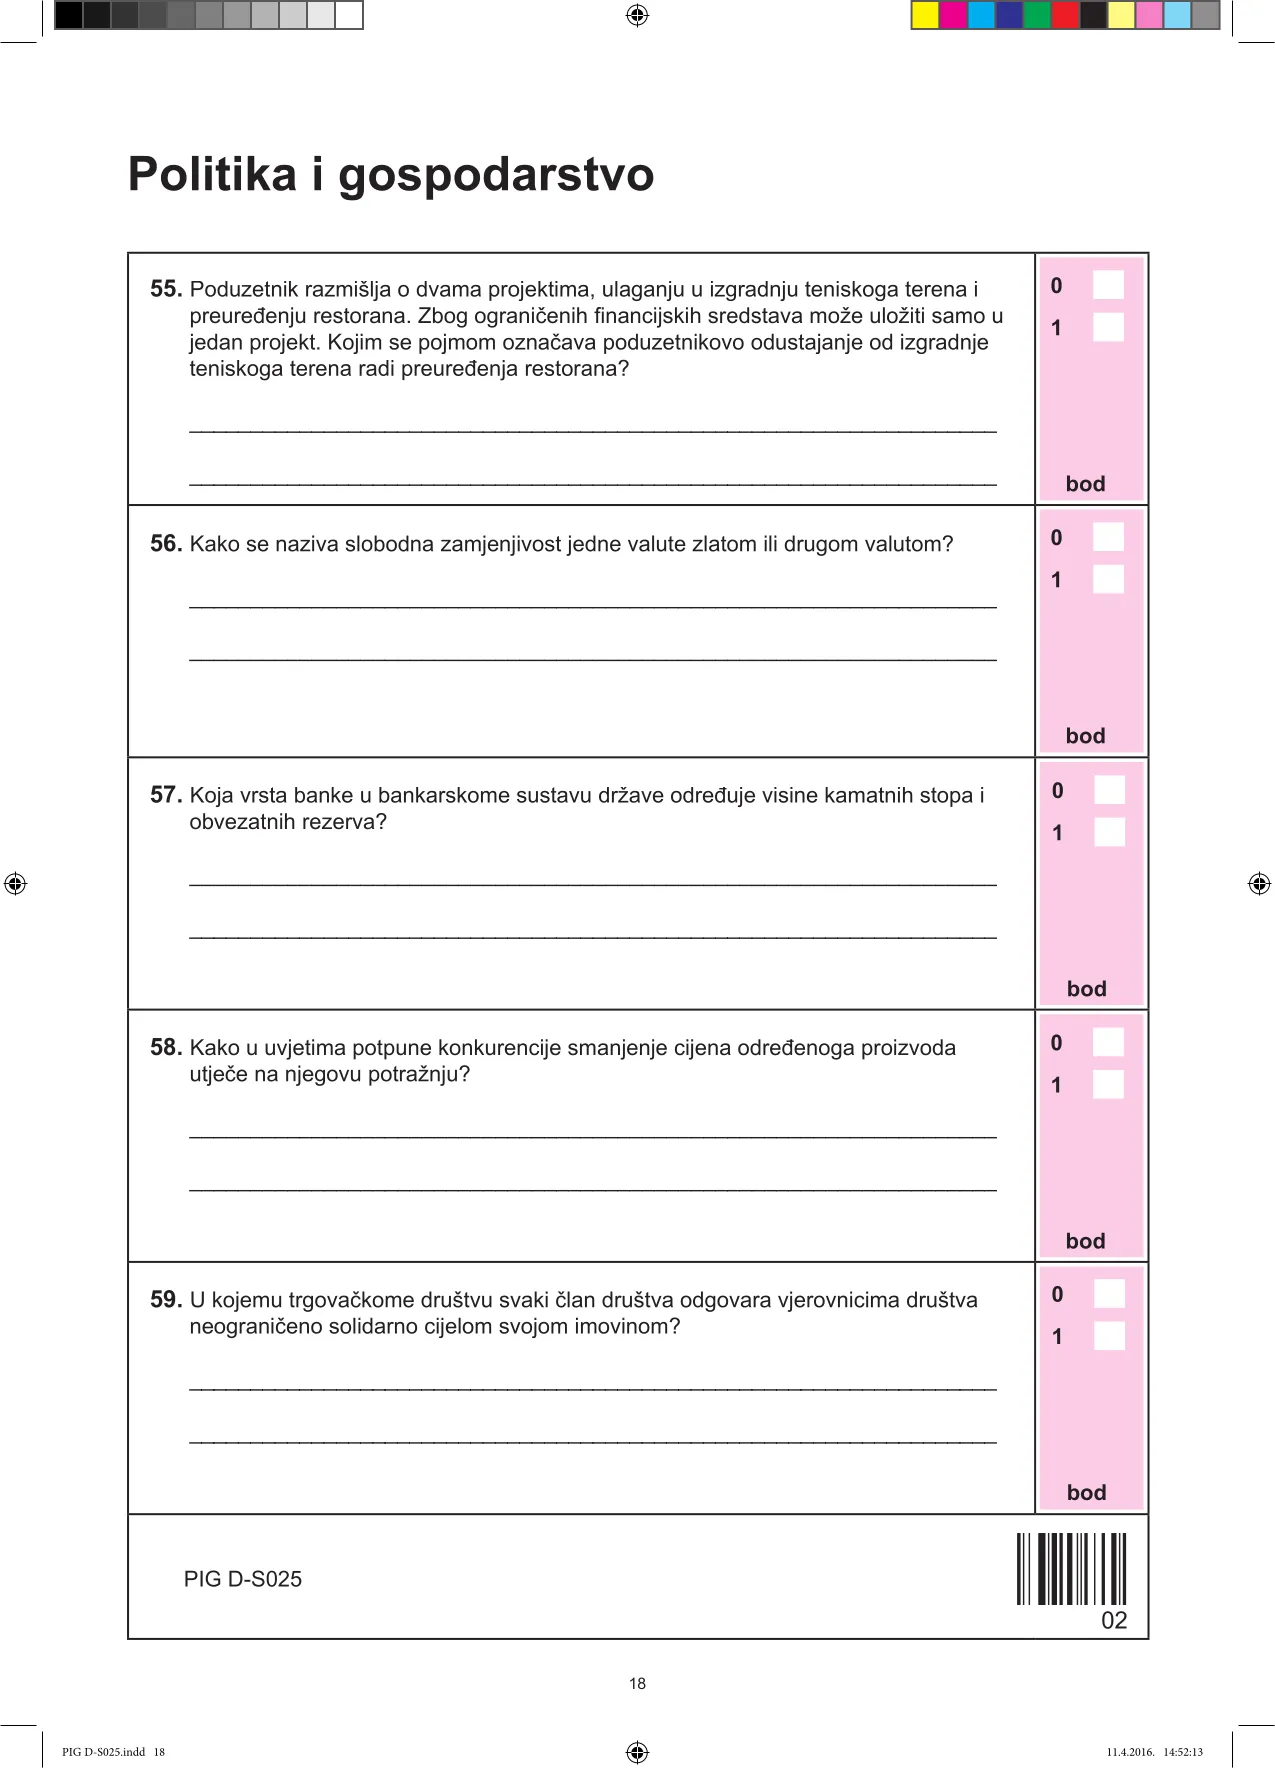 Politika i gospodarstvo
55. Poduzetnik razmišlja o dvama projektima, ulaganju u izgradnju teniskoga terena i
preuređenju restorana. Zbog ograničenih financijskih sredstava može uložiti samo u
jedan projekt. Kojim se pojmom označava poduzetnikovo odustajanje od izgradnje
teniskoga terena radi preuređenja restorana?
0
1
bod
56. Kako se naziva slobodna zamjenjivost jedne valute zlatom ili drugom valutom?
0
1
bod
57. Koja vrsta banke u bankarskome sustavu države određuje visine kamatnih stopa i
obvezatnih rezerva?
0
1
bod
58. Kako u uvjetima potpune konkurencije smanjenje cijena određenoga proizvoda
utječe na njegovu potražnju?
0
1
bod
59. U kojemu trgovačkome društvu svaki član društva odgovara vjerovnicima društva
neograničeno solidarno cijelom svojom imovinom?
0
1
bod
PIG D-S025
02
18
PIG D-S025.indd 18
11.4.2016. 14:52:13